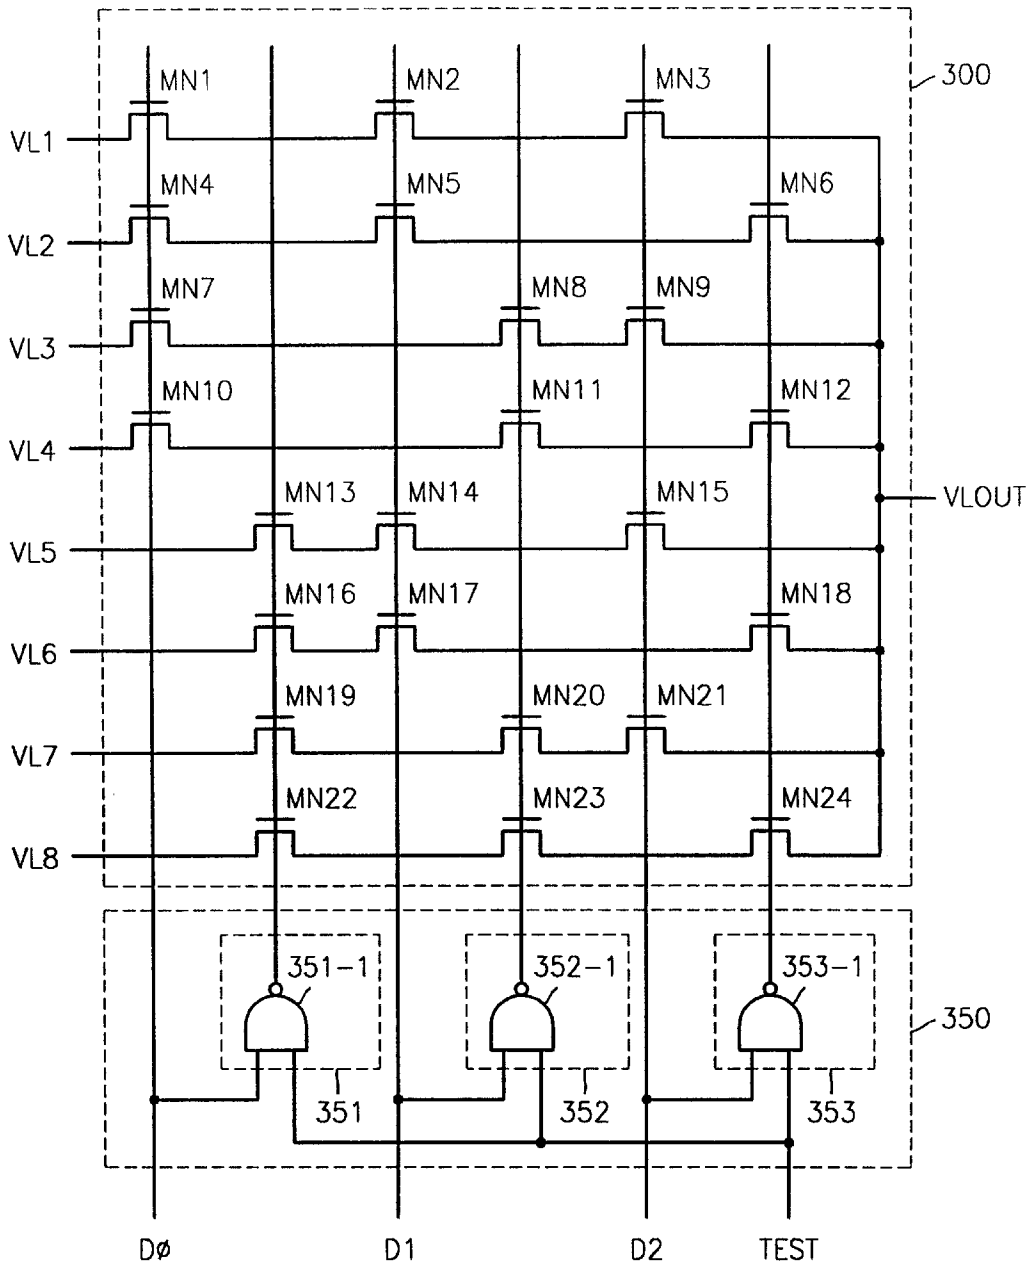 MN1 MN2 MN3 300
VL1
MN4 MN5 MN6
VL2
MN7 MN8 MN9
VL3
MN10 MN11 MN12
VL4
MN13 MN14 MN15 VLOUT
VL5
MN16 MN17 MN18
VL6
MN19 MN20 MN21
VL7
MN22 MN23 MN24
VL8
351-1 352-1 353-1
350
351 352 353
DØ D1 D2 TEST